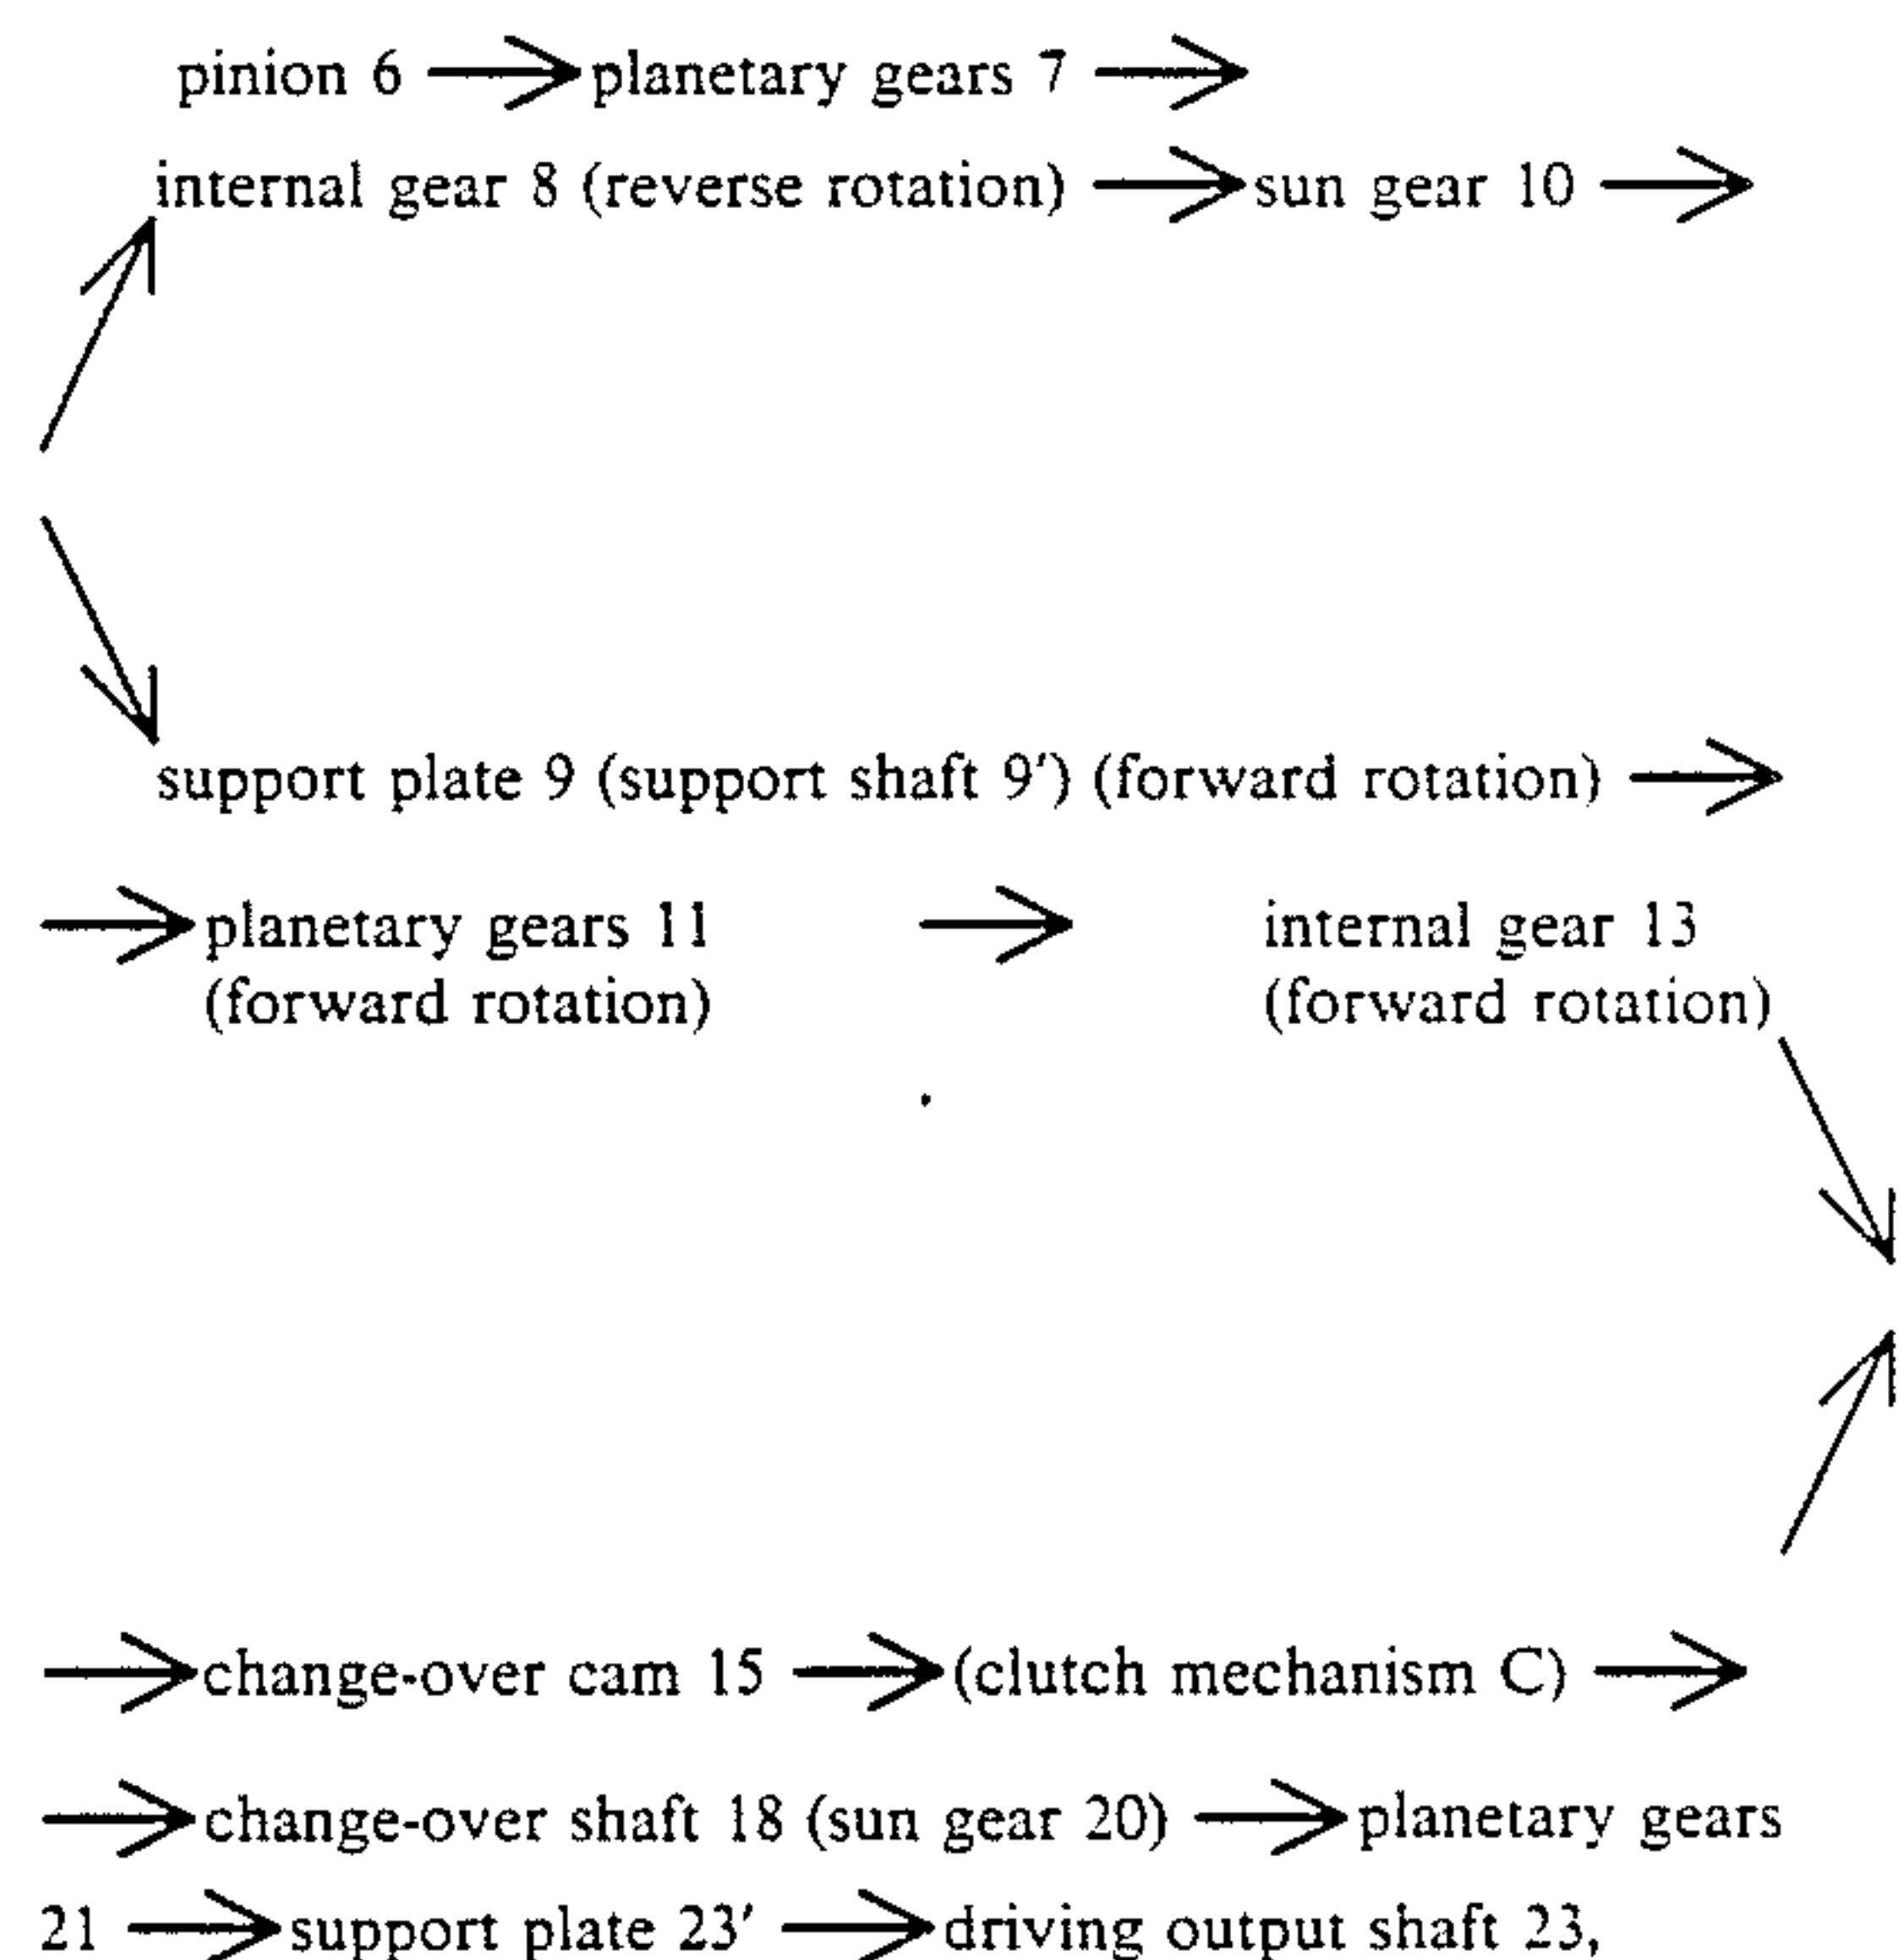 pinion 6 → planetary gears 7 →
internal gear 8 (reverse rotation) → sun gear 10 →
support plate 9 (support shaft 9') (forward rotation) →
→ planetary gears 11 → internal gear 13
(forward rotation) (forward rotation)
→ change-over cam 15 → (clutch mechanism C) →
→ change-over shaft 18 (sun gear 20) → planetary gears
21 → support plate 23' → driving output shaft 23,